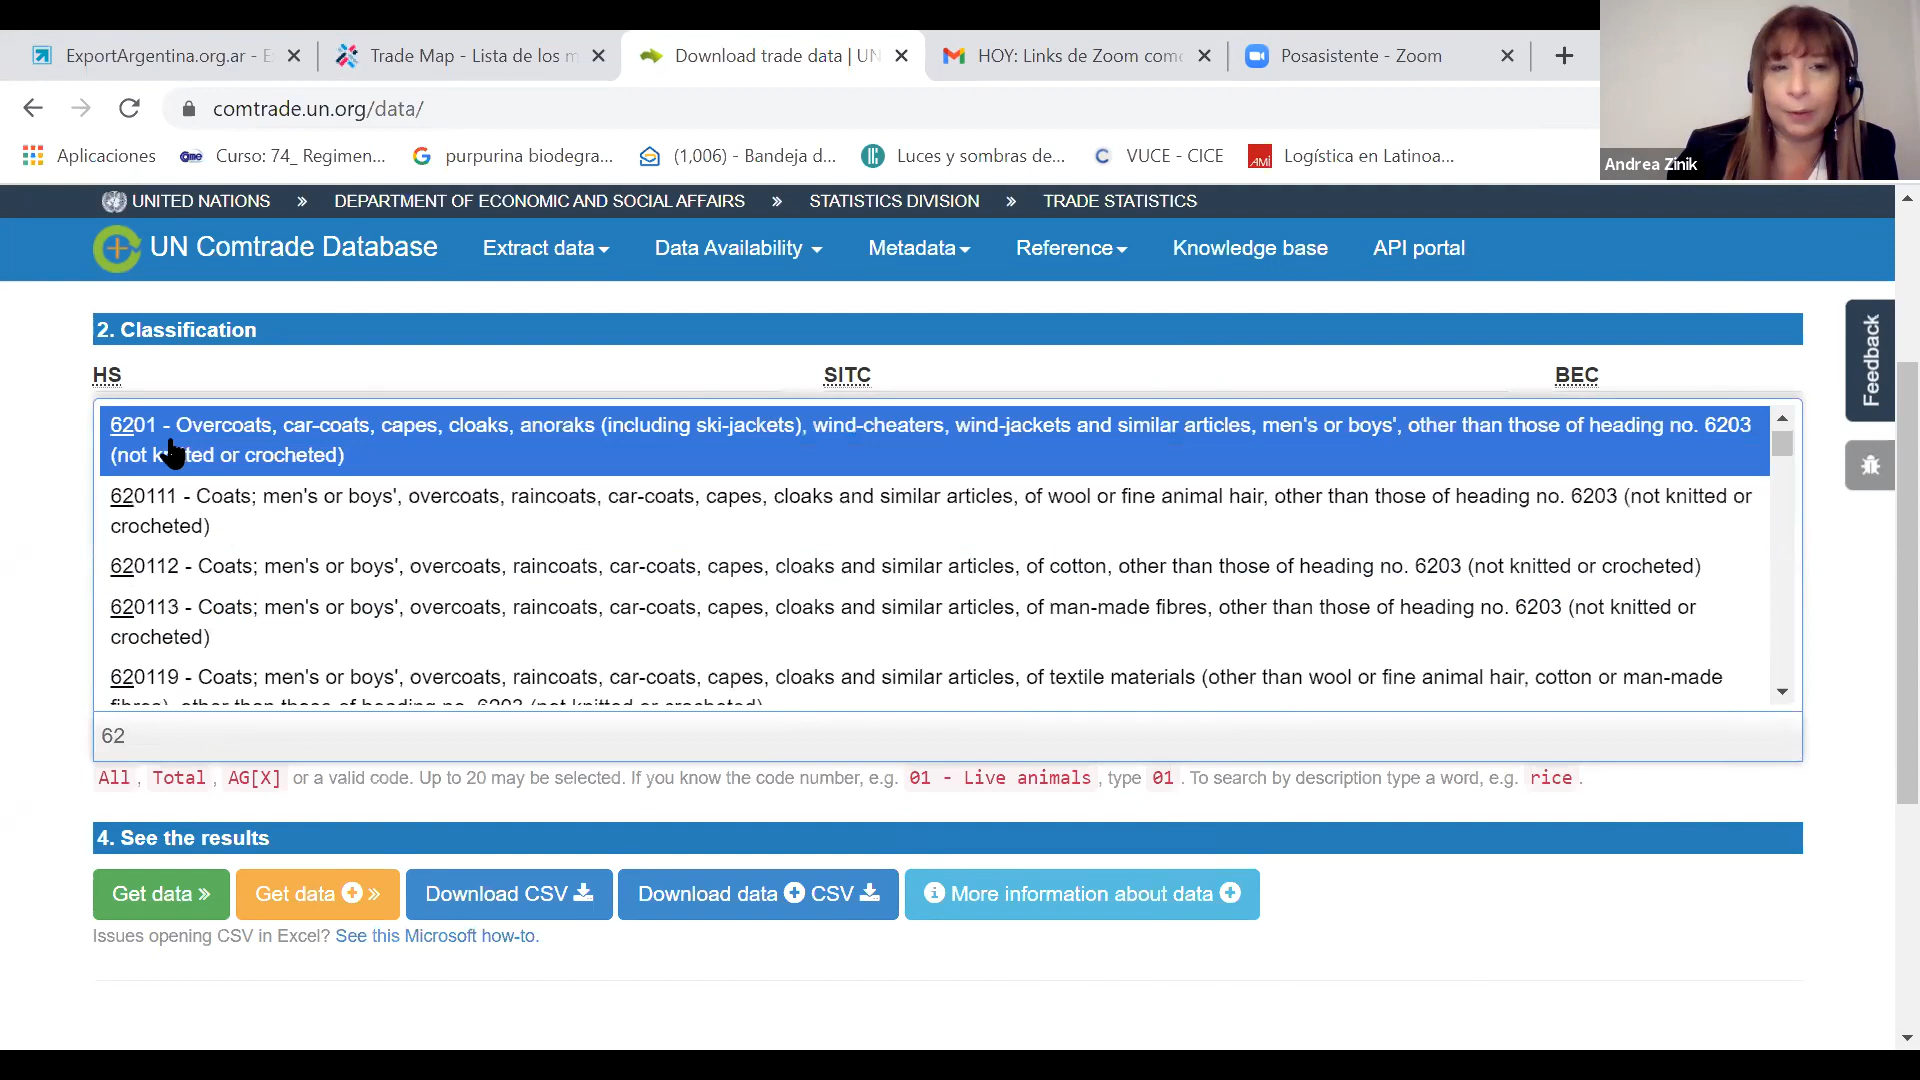 ExportArgentina.org.ar - E
Trade Map - Lista de los m
Download trade data | UN
HOY: Links de Zoom como
Posasistente - Zoom
comtrade.un.org/data/
Andrea Zinik
Aplicaciones
Curso: 74_ Regimen...
purpurina biodegra...
(1,006) - Bandeja d...
Luces y sombras de...
VUCE - CICE
Logística en Latinoa...
UNITED NATIONS » DEPARTMENT OF ECONOMIC AND SOCIAL AFFAIRS » STATISTICS DIVISION » TRADE STATISTICS
UN Comtrade Database
Extract data
Data Availability
Metadata
Reference
Knowledge base
API portal
Feedback
2. Classification
HS
SITC
BEC
6201 - Overcoats, car-coats, capes, cloaks, anoraks (including ski-jackets), wind-cheaters, wind-jackets and similar articles, men's or boys', other than those of heading no. 6203
(not knitted or crocheted)
620111 - Coats; men's or boys', overcoats, raincoats, car-coats, capes, cloaks and similar articles, of wool or fine animal hair, other than those of heading no. 6203 (not knitted or
crocheted)
620112 - Coats; men's or boys', overcoats, raincoats, car-coats, capes, cloaks and similar articles, of cotton, other than those of heading no. 6203 (not knitted or crocheted)
620113 - Coats; men's or boys', overcoats, raincoats, car-coats, capes, cloaks and similar articles, of man-made fibres, other than those of heading no. 6203 (not knitted or
crocheted)
620119 - Coats; men's or boys', overcoats, raincoats, car-coats, capes, cloaks and similar articles, of textile materials (other than wool or fine animal hair, cotton or man-made
fibres), other than those of heading no. 6203 (not knitted or crocheted)
62
All , Total , AG[X] or a valid code. Up to 20 may be selected. If you know the code number, e.g. 01 - Live animals , type 01 . To search by description type a word, e.g. rice .
4. See the results
Get data »
Get data »
Download CSV
Download data CSV
More information about data
Issues opening CSV in Excel? See this Microsoft how-to.